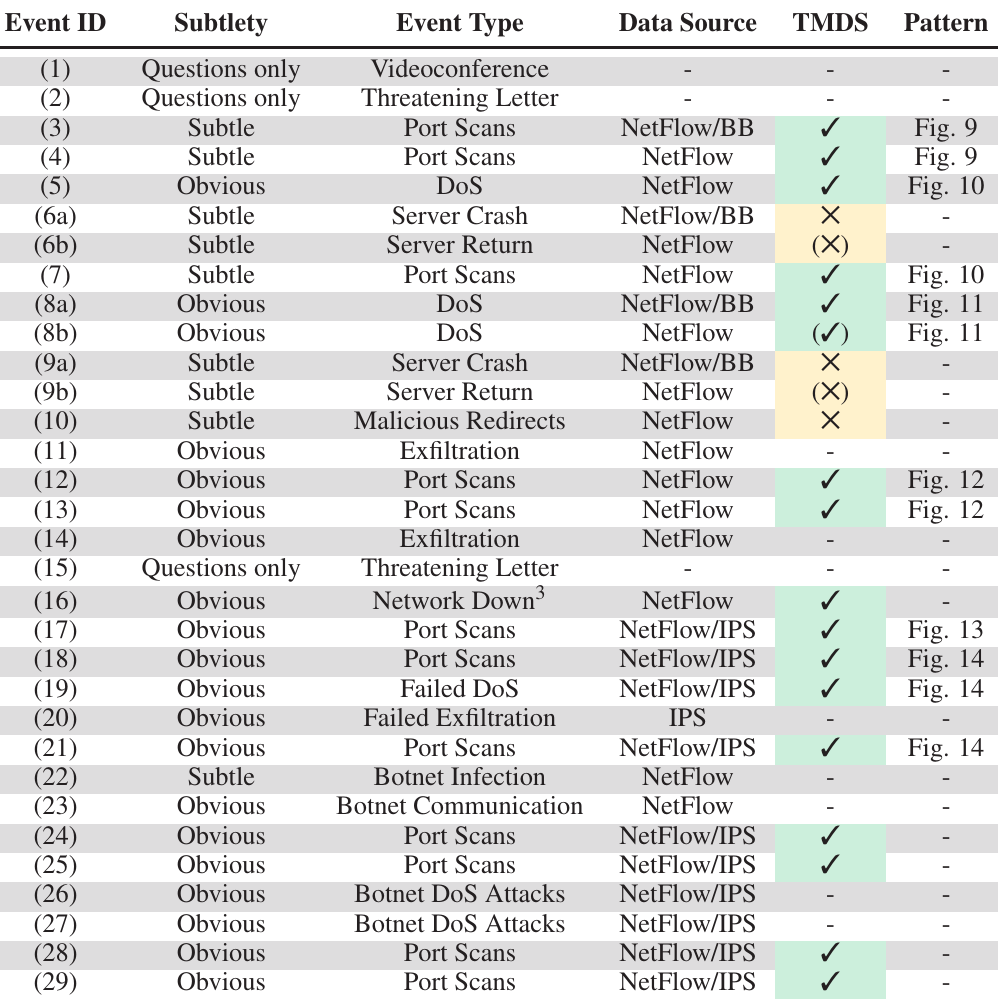 Event ID Subtlety Event Type Data Source TMDS Pattern
(1) Questions only Videoconference - - -
(2) Questions only Threatening Letter - - -
(3) Subtle Port Scans NetFlow/BB ✓ Fig. 9
(4) Subtle Port Scans NetFlow ✓ Fig. 9
(5) Obvious DoS NetFlow ✓ Fig. 10
(6a) Subtle Server Crash NetFlow/BB ✕ -
(6b) Subtle Server Return NetFlow (✕) -
(7) Subtle Port Scans NetFlow ✓ Fig. 10
(8a) Obvious DoS NetFlow/BB ✓ Fig. 11
(8b) Obvious DoS NetFlow (✓) Fig. 11
(9a) Subtle Server Crash NetFlow/BB ✕ -
(9b) Subtle Server Return NetFlow (✕) -
(10) Subtle Malicious Redirects NetFlow ✕ -
(11) Obvious Exfiltration NetFlow - -
(12) Obvious Port Scans NetFlow ✓ Fig. 12
(13) Obvious Port Scans NetFlow ✓ Fig. 12
(14) Obvious Exfiltration NetFlow - -
(15) Questions only Threatening Letter - - -
(16) Obvious Network Down³ NetFlow ✓ -
(17) Obvious Port Scans NetFlow/IPS ✓ Fig. 13
(18) Obvious Port Scans NetFlow/IPS ✓ Fig. 14
(19) Obvious Failed DoS NetFlow/IPS ✓ Fig. 14
(20) Obvious Failed Exfiltration IPS - -
(21) Obvious Port Scans NetFlow/IPS ✓ Fig. 14
(22) Subtle Botnet Infection NetFlow - -
(23) Obvious Botnet Communication NetFlow - -
(24) Obvious Port Scans NetFlow/IPS ✓ -
(25) Obvious Port Scans NetFlow/IPS ✓ -
(26) Obvious Botnet DoS Attacks NetFlow/IPS - -
(27) Obvious Botnet DoS Attacks NetFlow/IPS - -
(28) Obvious Port Scans NetFlow/IPS ✓ -
(29) Obvious Port Scans NetFlow/IPS ✓ -